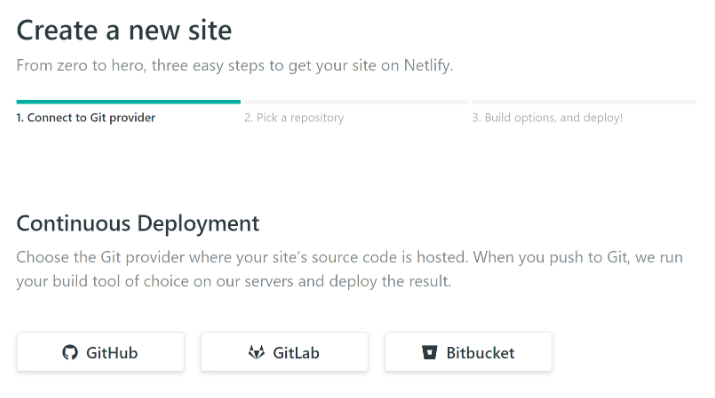 Create a new site
From zero to hero, three easy steps to get your site on Netlify.
1. Connect to Git provider
2. Pick a repository
3. Build options, and deploy!
Continuous Deployment
Choose the Git provider where your site's source code is hosted. When you push to Git, we run
your build tool of choice on our servers and deploy the result.
GitHub
GitLab
Bitbucket